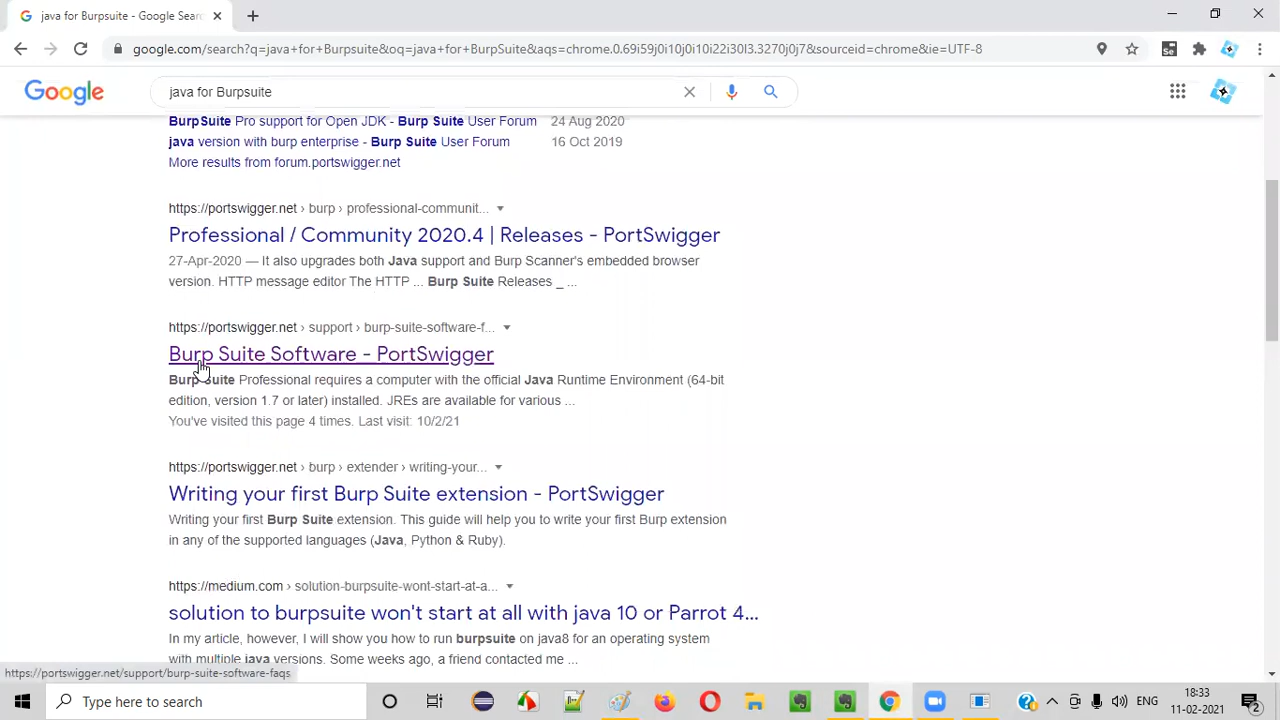 java for Burpsuite - Google Sear
google.com/search?q=java+for+Burpsuite&oq=java+for+BurpSuite&aqs=chrome.0.69i59j0i10j0i10i22i30l3.3270j0j7&sourceid=chrome&ie=UTF-8
Se
Google
java for Burpsuite
BurpSuite Pro support for Open JDK - Burp Suite User Forum 24 Aug 2020
java version with burp enterprise - Burp Suite User Forum 16 Oct 2019
More results from forum.portswigger.net
https://portswigger.net › burp › professional-communit...
Professional / Community 2020.4 | Releases - PortSwigger
27-Apr-2020 — It also upgrades both Java support and Burp Scanner's embedded browser
version. HTTP message editor The HTTP ... Burp Suite Releases _ ...
https://portswigger.net › support › burp-suite-software-f...
Burp Suite Software - PortSwigger
Burp Suite Professional requires a computer with the official Java Runtime Environment (64-bit
edition, version 1.7 or later) installed. JREs are available for various ...
You've visited this page 4 times. Last visit: 10/2/21
https://portswigger.net › burp › extender › writing-your...
Writing your first Burp Suite extension - PortSwigger
Writing your first Burp Suite extension. This guide will help you to write your first Burp extension
in any of the supported languages (Java, Python & Ruby).
https://medium.com › solution-burpsuite-wont-start-at-a...
solution to burpsuite won't start at all with java 10 or Parrot 4...
In my article, however, I will show you how to run burpsuite on java8 for an operating system
with multiple java versions. Some weeks ago, a friend contacted me ...
https://portswigger.net/support/burp-suite-software-faqs
Type here to search
ENG
18:33
11-02-2021
2